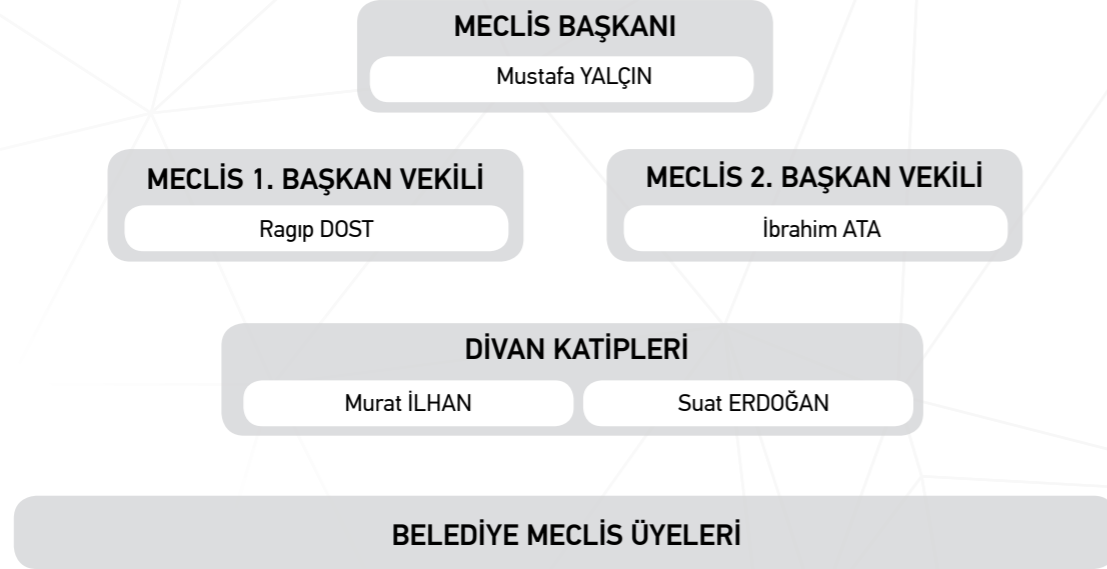 MECLİS BAŞKANI
Mustafa YALÇIN
MECLİS 1. BAŞKAN VEKİLİ
Ragıp DOST
MECLİS 2. BAŞKAN VEKİLİ
İbrahim ATA
DİVAN KATİPLERİ
Murat İLHAN
Suat ERDOĞAN
BELEDİYE MECLİS ÜYELERİ